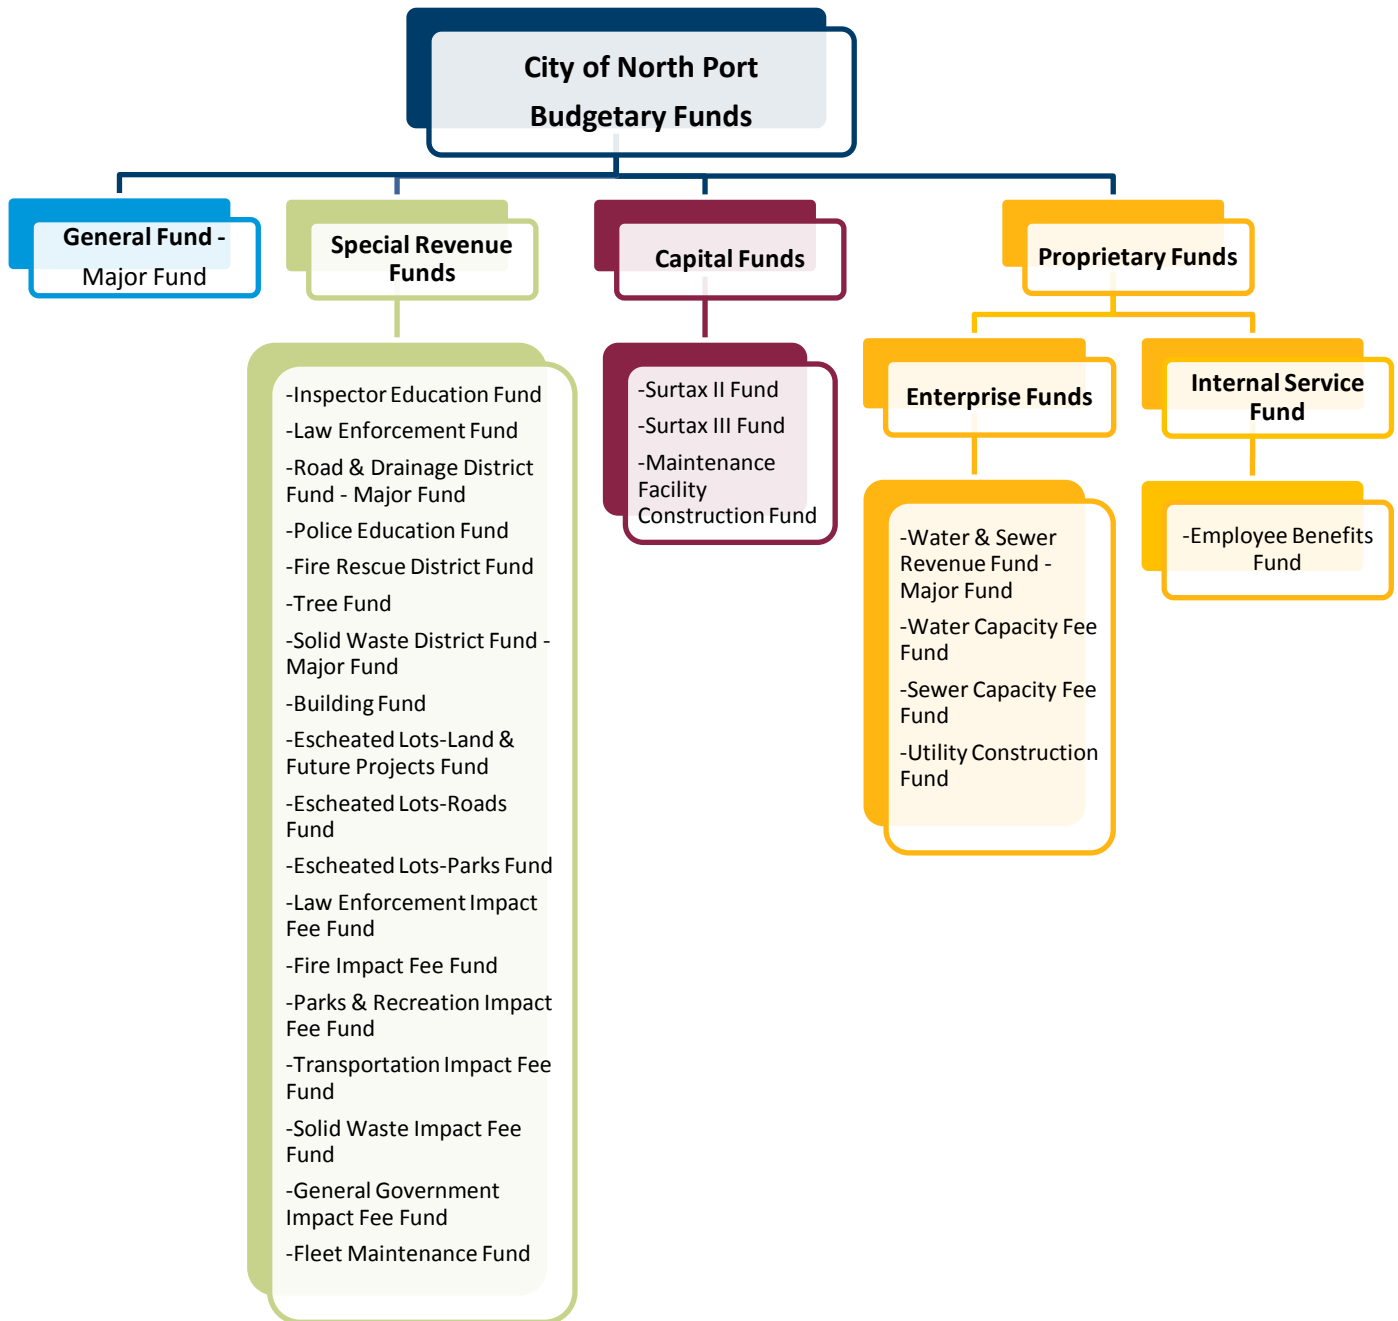 City of North Port
Budgetary Funds
General Fund -
Major Fund
Special Revenue
Funds
Capital Funds
Proprietary Funds
-Inspector Education Fund
-Law Enforcement Fund
-Road & Drainage District
Fund - Major Fund
-Police Education Fund
-Fire Rescue District Fund
-Tree Fund
-Solid Waste District Fund -
Major Fund
-Building Fund
-Escheated Lots-Land &
Future Projects Fund
-Escheated Lots-Roads
Fund
-Escheated Lots-Parks Fund
-Law Enforcement Impact
Fee Fund
-Fire Impact Fee Fund
-Parks & Recreation Impact
Fee Fund
-Transportation Impact Fee
Fund
-Solid Waste Impact Fee
Fund
-General Government
Impact Fee Fund
-Fleet Maintenance Fund
-Surtax II Fund
-Surtax III Fund
-Maintenance
Facility
Construction Fund
Enterprise Funds
Internal Service
Fund
-Water & Sewer
Revenue Fund -
Major Fund
-Water Capacity Fee
Fund
-Sewer Capacity Fee
Fund
-Utility Construction
Fund
-Employee Benefits
Fund